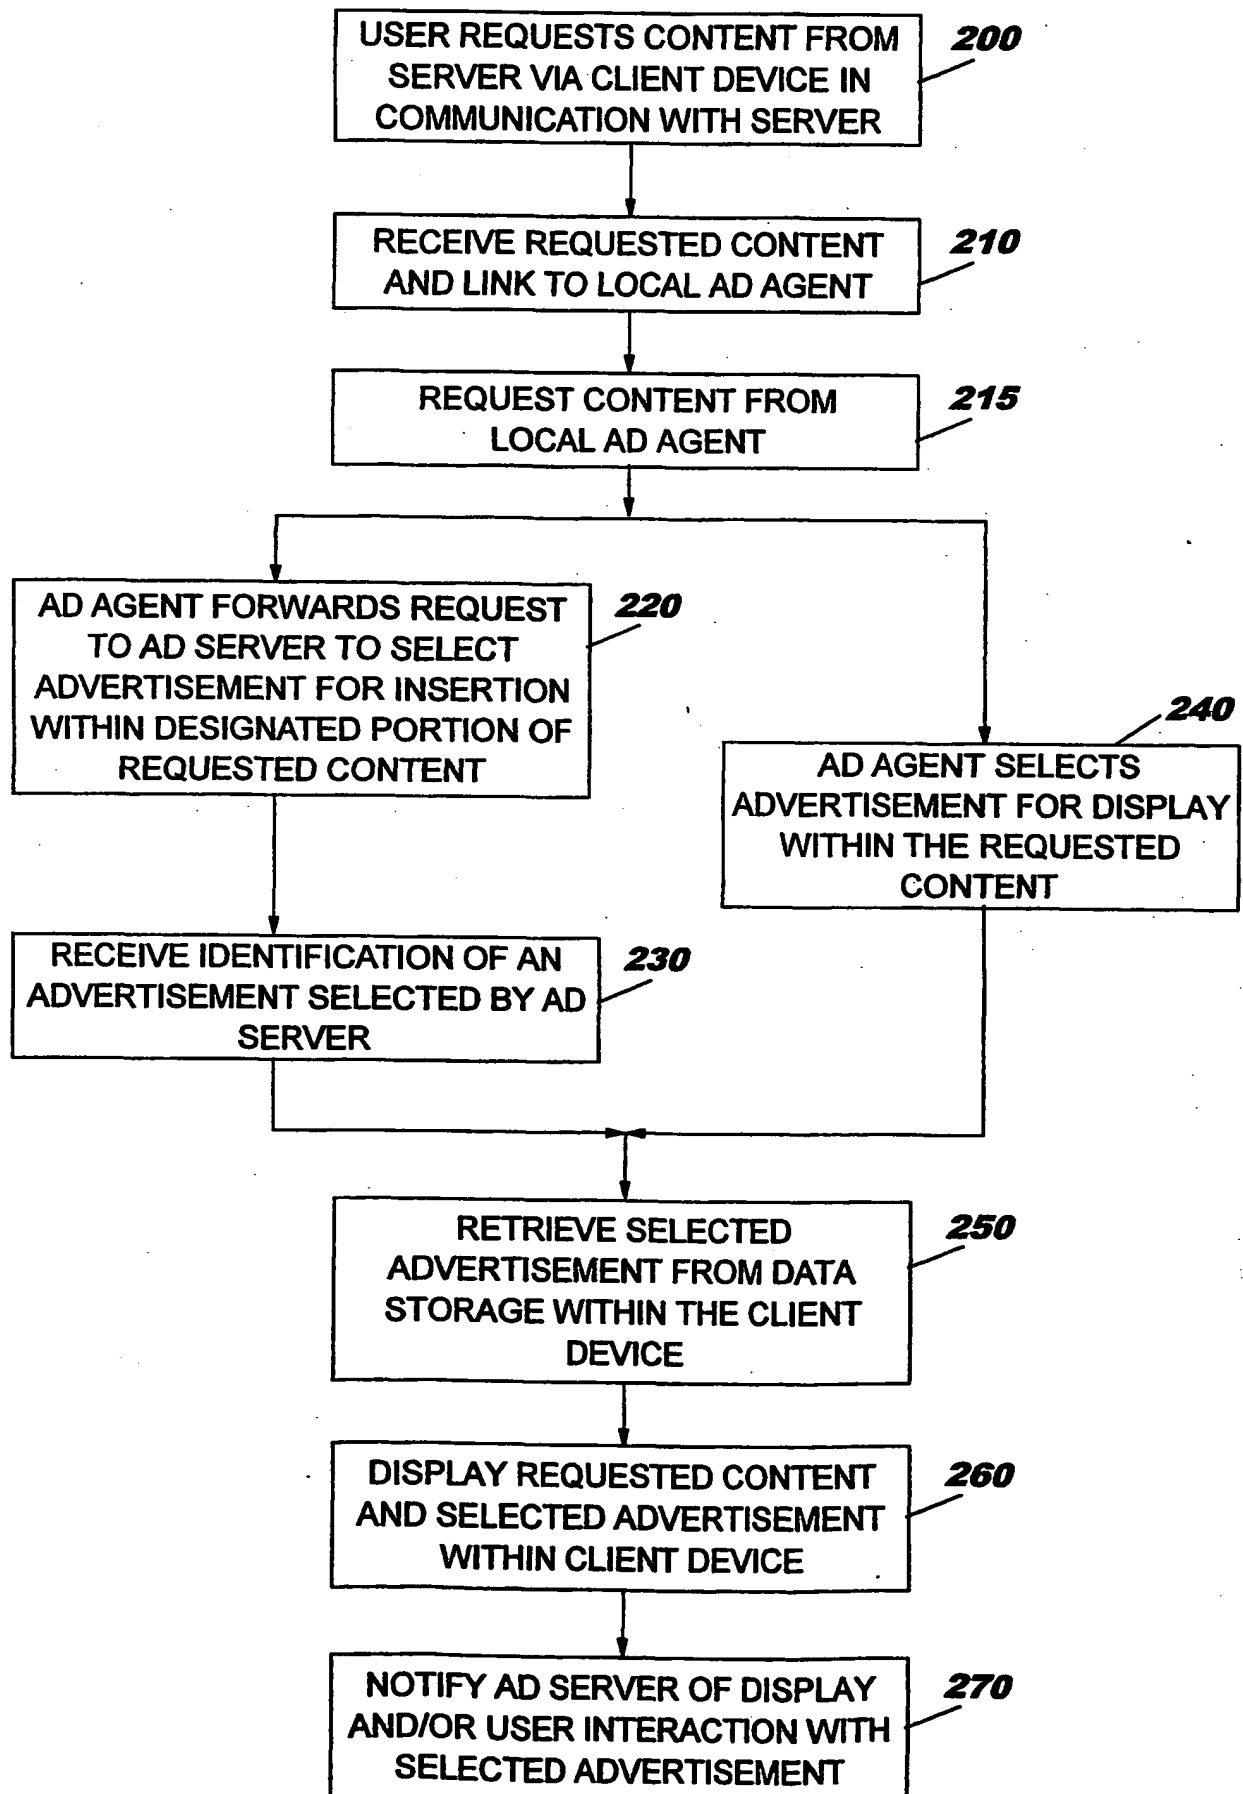 USER REQUESTS CONTENT FROM
SERVER VIA CLIENT DEVICE IN
COMMUNICATION WITH SERVER
200
RECEIVE REQUESTED CONTENT
AND LINK TO LOCAL AD AGENT
210
REQUEST CONTENT FROM
LOCAL AD AGENT
215
AD AGENT FORWARDS REQUEST
TO AD SERVER TO SELECT
ADVERTISEMENT FOR INSERTION
WITHIN DESIGNATED PORTION OF
REQUESTED CONTENT
220
AD AGENT SELECTS
ADVERTISEMENT FOR DISPLAY
WITHIN THE REQUESTED
CONTENT
240
RECEIVE IDENTIFICATION OF AN
ADVERTISEMENT SELECTED BY AD
SERVER
230
RETRIEVE SELECTED
ADVERTISEMENT FROM DATA
STORAGE WITHIN THE CLIENT
DEVICE
250
DISPLAY REQUESTED CONTENT
AND SELECTED ADVERTISEMENT
WITHIN CLIENT DEVICE
260
NOTIFY AD SERVER OF DISPLAY
AND/OR USER INTERACTION WITH
SELECTED ADVERTISEMENT
270